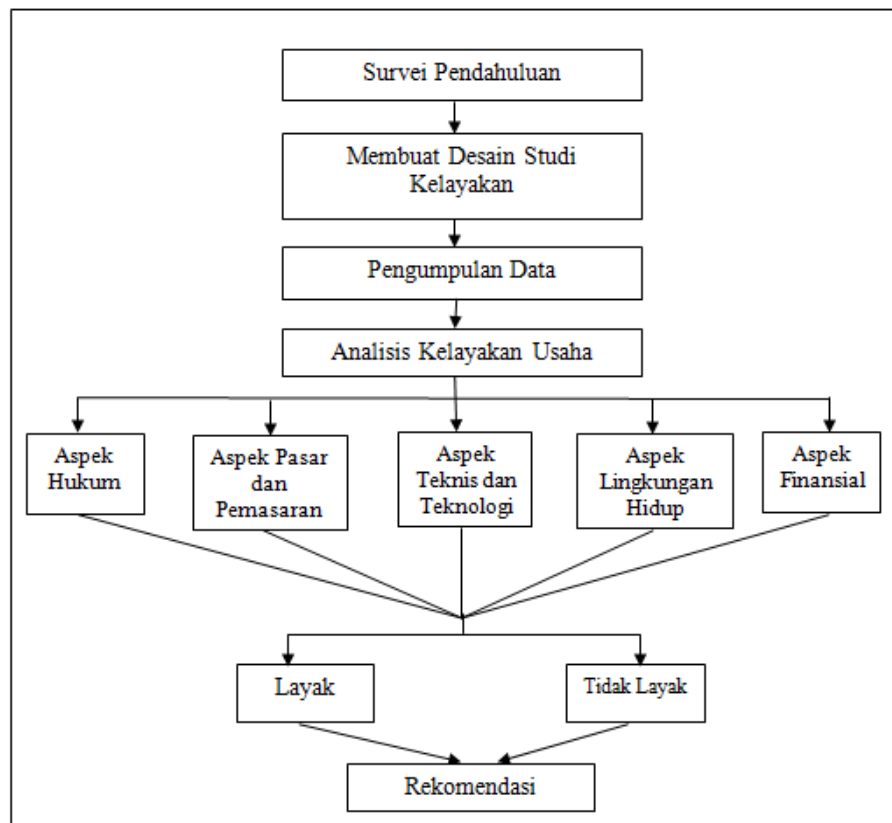 Survei Pendahuluan
Membuat Desain Studi
Kelayakan
Pengumpulan Data
Analisis Kelayakan Usaha
Aspek
Hukum
Aspek Pasar
dan
Pemasaran
Aspek
Teknis dan
Teknologi
Aspek
Lingkungan
Hidup
Aspek
Finansial
Layak
Tidak Layak
Rekomendasi